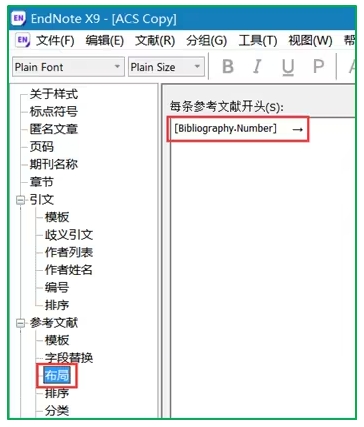 EndNote X9 - [ACS Copy]
文件(F) 编辑(E) 文献(R) 分组(G) 工具(T) 视图(W)
Plain Font Plain Size B I U P
关于样式
标点符号
匿名文章
页码
期刊名称
章节
引文
模板
歧义引文
作者列表
作者姓名
编号
排序
参考文献
模板
字段替换
布局
排序
分类
每条参考文献开头(S):
[Bibliography.Number] →